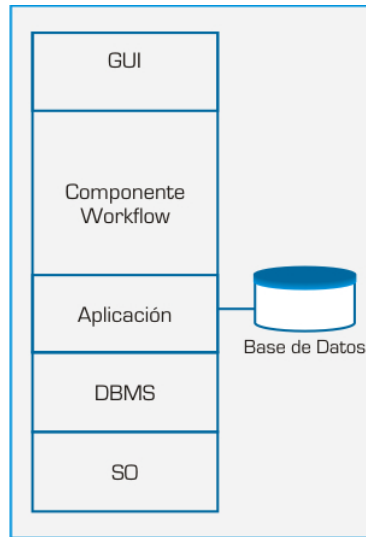 GUI
Componente
Workflow
Aplicación
Base de Datos
DBMS
SO